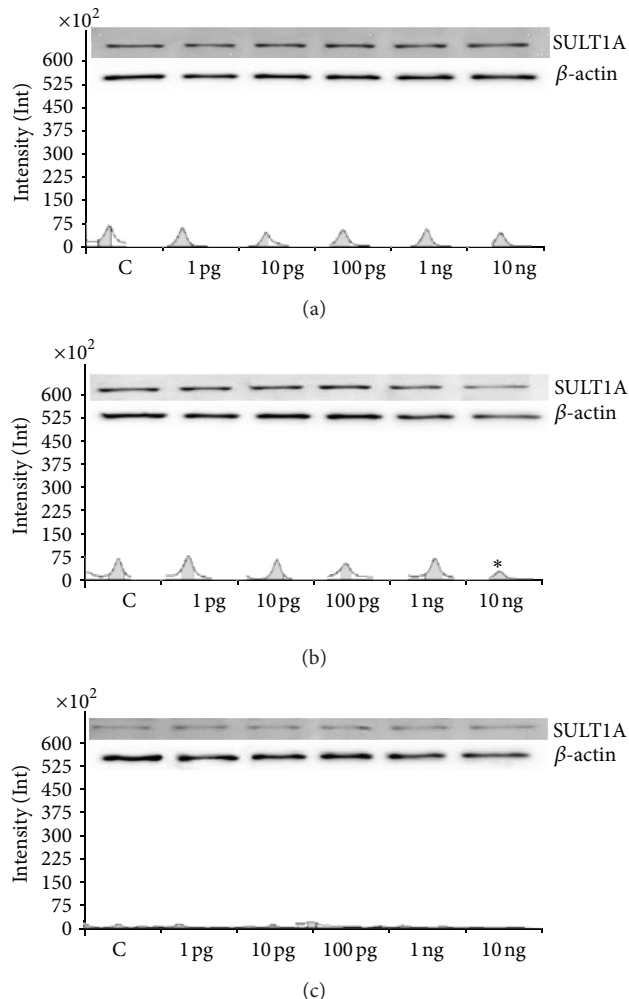 ×10²
SULT1A
β-actin
600
525
450
375
300
225
150
75
0
Intensity (Int)
C 1 pg 10 pg 100 pg 1 ng 10 ng
(a)
×10²
SULT1A
β-actin
600
525
450
375
300
225
150
75
0
Intensity (Int)
*
C 1 pg 10 pg 100 pg 1 ng 10 ng
(b)
×10²
SULT1A
β-actin
600
525
450
375
300
225
150
75
0
Intensity (Int)
C 1 pg 10 pg 100 pg 1 ng 10 ng
(c)